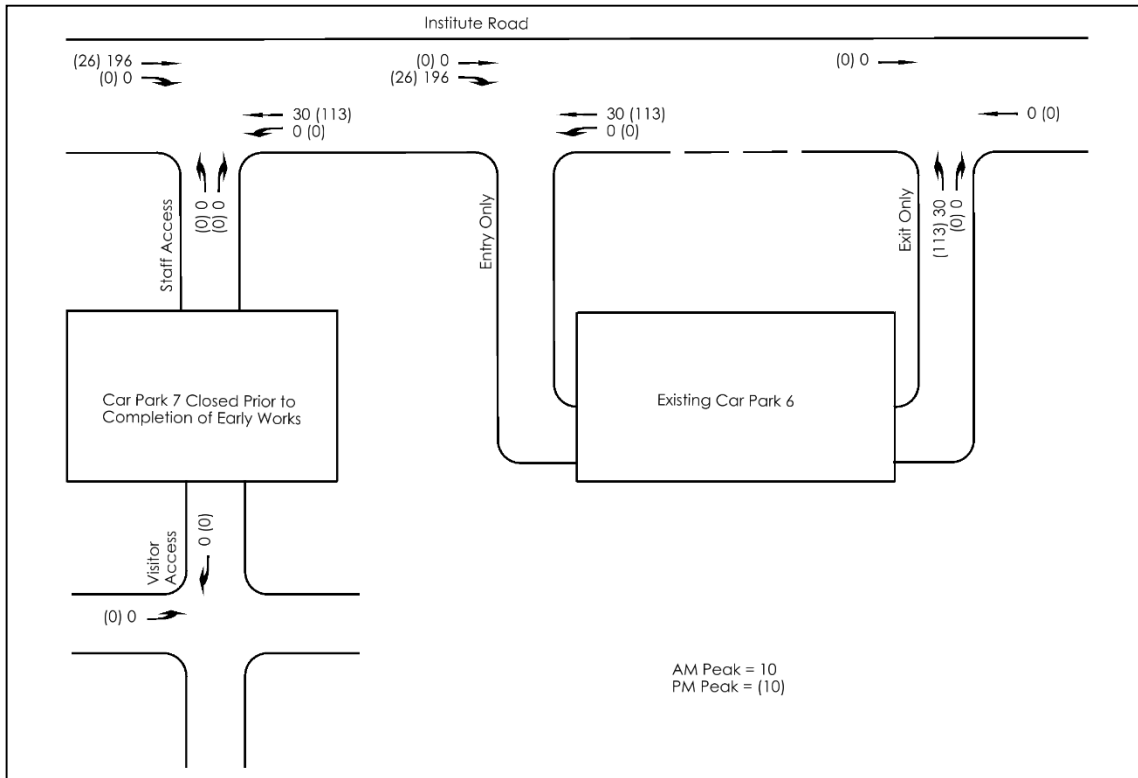 Institute Road
(26) 196
(0) 0
(0) 0
(26) 196
(0) 0
30 (113)
0 (0)
30 (113)
0 (0)
0 (0)
Staff Access
(0) 0
(0) 0
Entry Only
Exit Only
(113) 30
(0) 0
Car Park 7 Closed Prior to
Completion of Early Works
Existing Car Park 6
Visitor
Access
0 (0)
(0) 0
AM Peak = 10
PM Peak = (10)